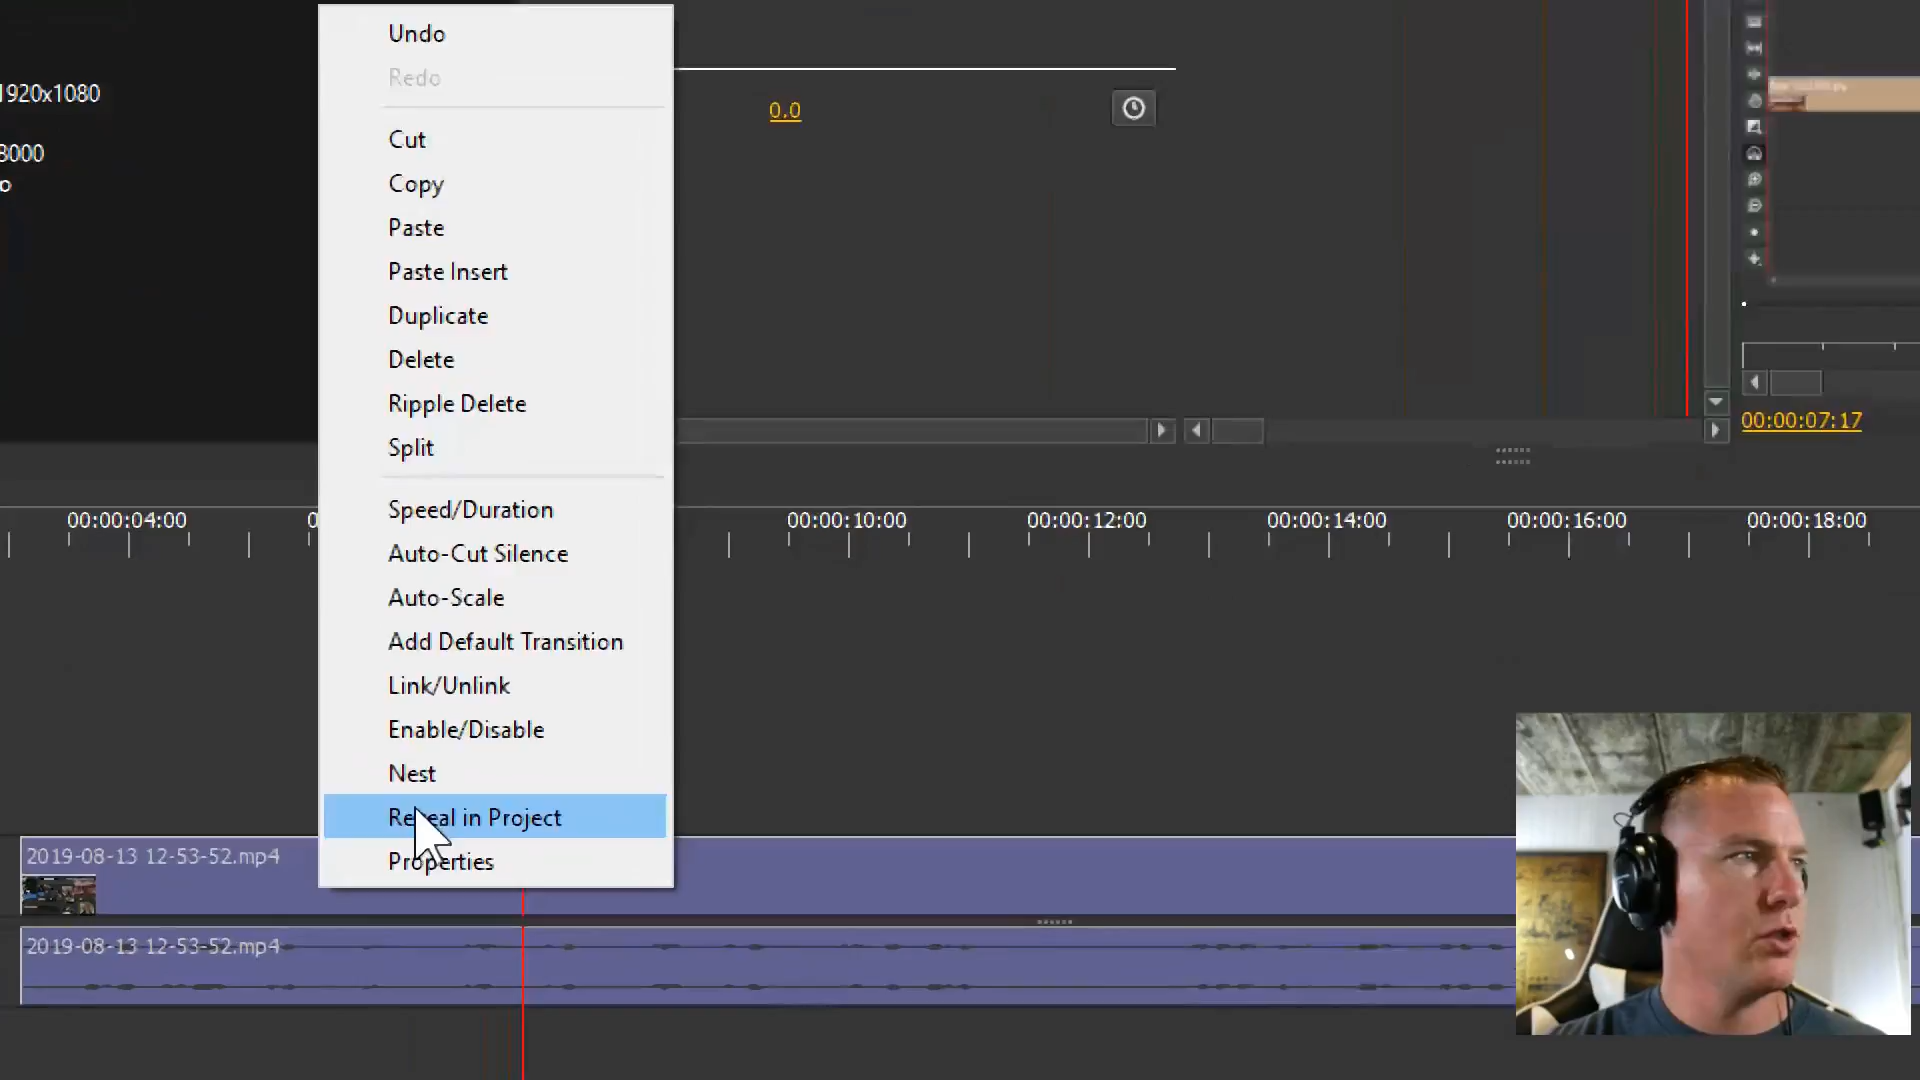 Undo
Redo
1920x1080
0.0
Cut
8000
Copy
o
Paste
Paste Insert
Duplicate
Delete
Ripple Delete
00:00:07:17
Split
Speed/Duration
00:00:04:00
0
00:00:10:00
00:00:12:00
00:00:14:00
00:00:16:00
00:00:18:00
Auto-Cut Silence
Auto-Scale
Add Default Transition
Link/Unlink
Enable/Disable
Nest
Reveal in Project
2019-08-13 12-53-52.mp4
Properties
2019-08-13 12-53-52.mp4